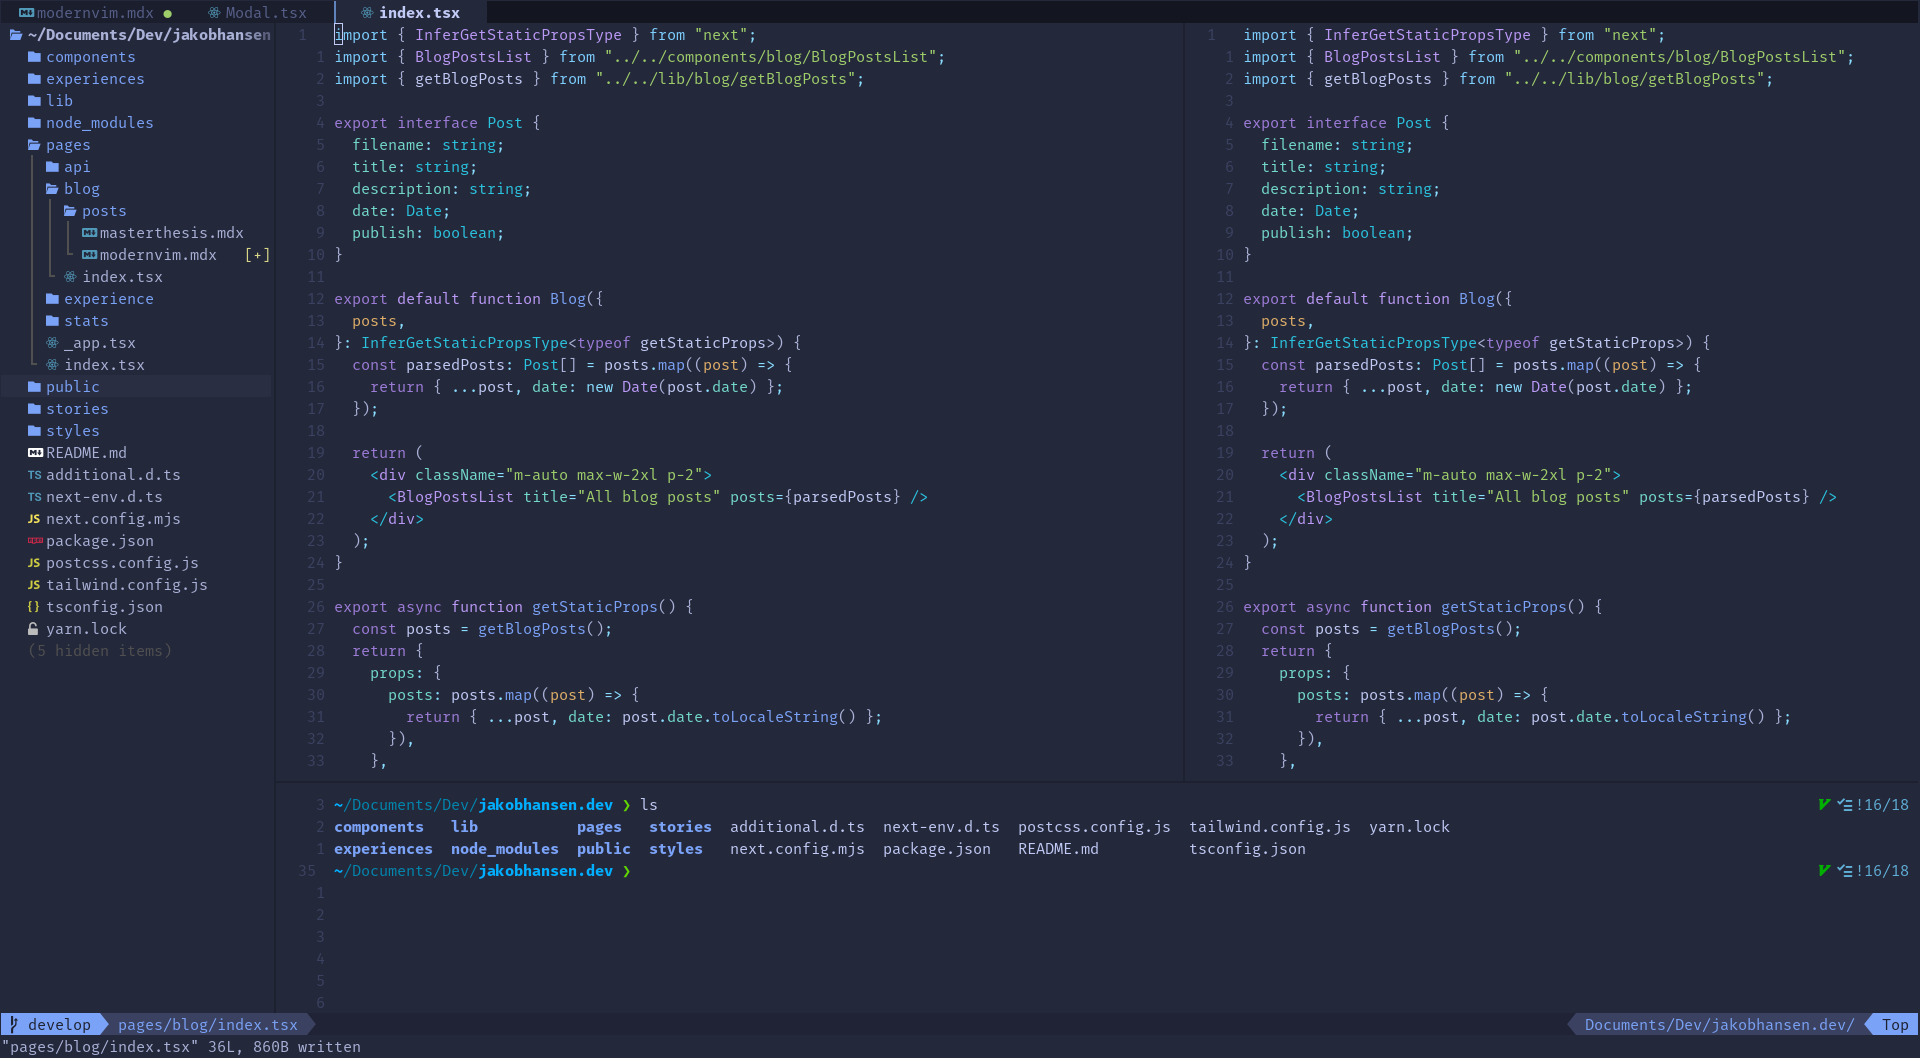 modernvim.mdx ● Modal.tsx index.tsx
~/Documents/Dev/jakobhansen
components
experiences
lib
node_modules
pages
api
blog
posts
masterthesis.mdx
modernvim.mdx [+]
index.tsx
experience
stats
_app.tsx
index.tsx
public
stories
styles
README.md
TS additional.d.ts
TS next-env.d.ts
JS next.config.mjs
package.json
JS postcss.config.js
JS tailwind.config.js
{} tsconfig.json
yarn.lock
(5 hidden items)
1 import { InferGetStaticPropsType } from "next";
1 import { BlogPostsList } from "../../components/blog/BlogPostsList";
2 import { getBlogPosts } from "../../lib/blog/getBlogPosts";
3
4 export interface Post {
5   filename: string;
6   title: string;
7   description: string;
8   date: Date;
9   publish: boolean;
10 }
11
12 export default function Blog({
13   posts,
14 }: InferGetStaticPropsType<typeof getStaticProps>) {
15   const parsedPosts: Post[] = posts.map((post) => {
16     return { ...post, date: new Date(post.date) };
17   });
18
19   return (
20     <div className="m-auto max-w-2xl p-2">
21       <BlogPostsList title="All blog posts" posts={parsedPosts} />
22     </div>
23   );
24 }
25
26 export async function getStaticProps() {
27   const posts = getBlogPosts();
28   return {
29     props: {
30       posts: posts.map((post) => {
31         return { ...post, date: post.date.toLocaleString() };
32       }),
33     },
1 import { InferGetStaticPropsType } from "next";
1 import { BlogPostsList } from "../../components/blog/BlogPostsList";
2 import { getBlogPosts } from "../../lib/blog/getBlogPosts";
3
4 export interface Post {
5   filename: string;
6   title: string;
7   description: string;
8   date: Date;
9   publish: boolean;
10 }
11
12 export default function Blog({
13   posts,
14 }: InferGetStaticPropsType<typeof getStaticProps>) {
15   const parsedPosts: Post[] = posts.map((post) => {
16     return { ...post, date: new Date(post.date) };
17   });
18
19   return (
20     <div className="m-auto max-w-2xl p-2">
21       <BlogPostsList title="All blog posts" posts={parsedPosts} />
22     </div>
23   );
24 }
25
26 export async function getStaticProps() {
27   const posts = getBlogPosts();
28   return {
29     props: {
30       posts: posts.map((post) => {
31         return { ...post, date: post.date.toLocaleString() };
32       }),
33     },
3 ~/Documents/Dev/jakobhansen.dev ❯ ls !16/18
2 components lib pages stories additional.d.ts next-env.d.ts postcss.config.js tailwind.config.js yarn.lock
1 experiences node_modules public styles next.config.mjs package.json README.md tsconfig.json
35 ~/Documents/Dev/jakobhansen.dev ❯ !16/18
1
2
3
4
5
6
develop pages/blog/index.tsx Documents/Dev/jakobhansen.dev/ Top
"pages/blog/index.tsx" 36L, 860B written